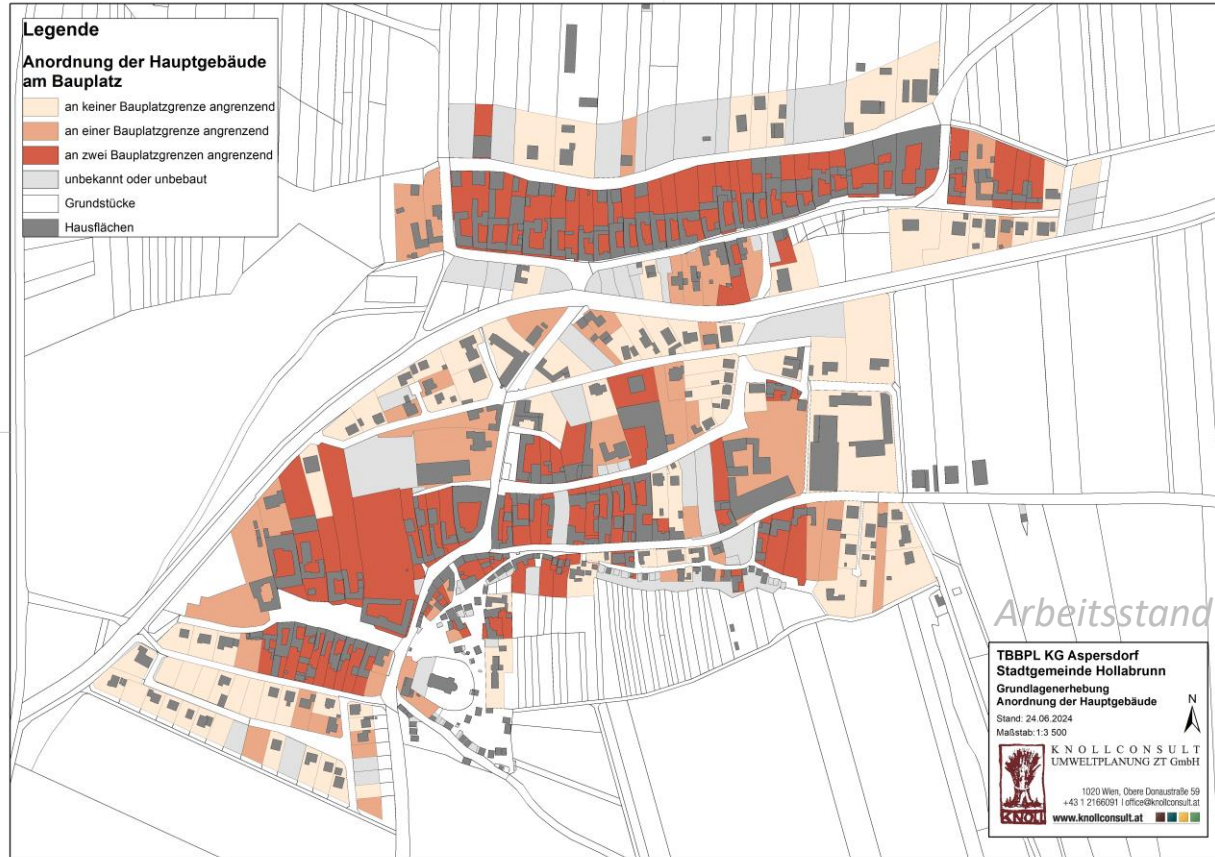 Legende
Anordnung der Hauptgebäude
am Bauplatz
an keiner Bauplatzgrenze angrenzend
an einer Bauplatzgrenze angrenzend
an zwei Bauplatzgrenzen angrenzend
unbekannt oder unbebaut
Grundstücke
Hausflächen
Arbeitsstand
TBBPL KG Aspersdorf
Stadtgemeinde Hollabrunn
Grundlagenerhebung
Anordnung der Hauptgebäude
N
Stand: 24.06.2024
Maßstab: 1:3 500
KNOLLCONSULT
UMWELTPLANUNG ZT GmbH
1020 Wien, Obere Donaustraße 59
+43 1 2166091 | office@knollconsult.at
KNOLL
www.knollconsult.at